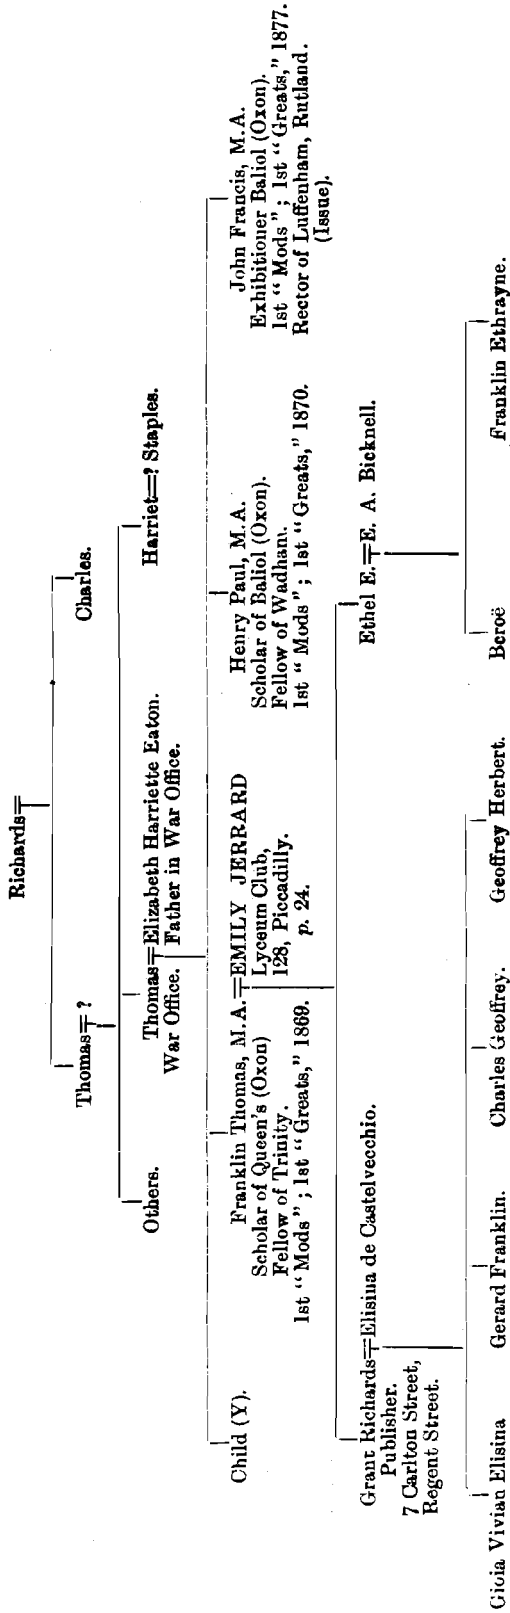 Richards=
Thomas=?
Charles.
Others.
Thomas=Elizabeth Harriette Eaton.
War Office. Father in War Office.
Harriet=? Staples.
Child (Y).
Franklin Thomas, M.A.=EMILY JERRARD
Scholar of Queen's (Oxon)
Fellow of Trinity.
1st "Mods"; 1st "Greats," 1869.
Lyceum Club,
128, Piccadilly.
p. 24.
Henry Paul, M.A.
Scholar of Baliol (Oxon).
Fellow of Wadham.
1st "Mods"; 1st "Greats," 1870.
John Francis, M.A.
Exhibitioner Baliol (Oxon).
1st "Mods"; 1st "Greats," 1877.
Rector of Luffenham, Rutland.
(Issue).
Grant Richards=Elisina de Castelvecchio.
Publisher.
7 Carlton Street,
Regent Street.
Ethel E.=E. A. Bicknell.
Gioia Vivian Elisina
Gerard Franklin.
Charles Geoffrey.
Geoffrey Herbert.
Beroë
Franklin Ethrayne.